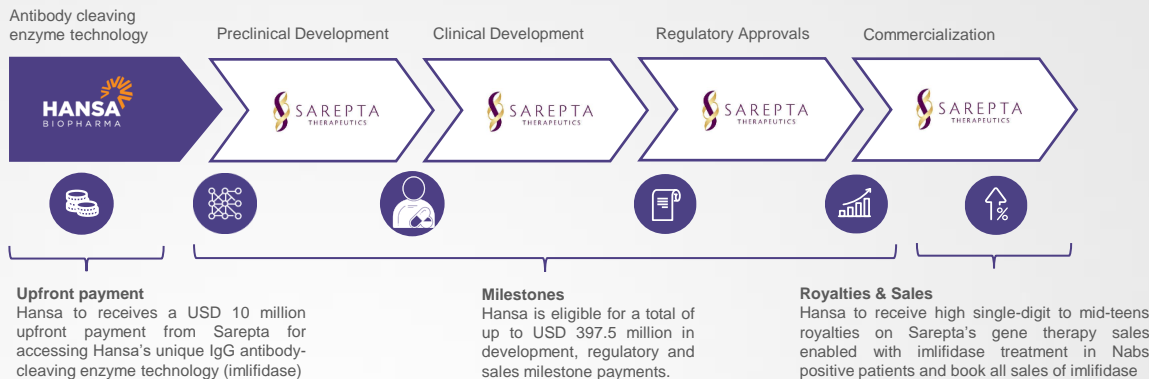 Antibody cleaving
enzyme technology
Preclinical Development
Clinical Development
Regulatory Approvals
Commercialization
HANSA
BIOPHARMA
SAREPTA
THERAPEUTICS
SAREPTA
THERAPEUTICS
SAREPTA
THERAPEUTICS
SAREPTA
THERAPEUTICS
%
Upfront payment
Hansa to receives a USD 10 million
upfront payment from Sarepta for
accessing Hansa's unique IgG antibody-
cleaving enzyme technology (imlifidase)
Milestones
Hansa is eligible for a total of
up to USD 397.5 million in
development, regulatory and
sales milestone payments.
Royalties & Sales
Hansa to receive high single-digit to mid-teens
royalties on Sarepta's gene therapy sales
enabled with imlifidase treatment in Nabs
positive patients and book all sales of imlifidase